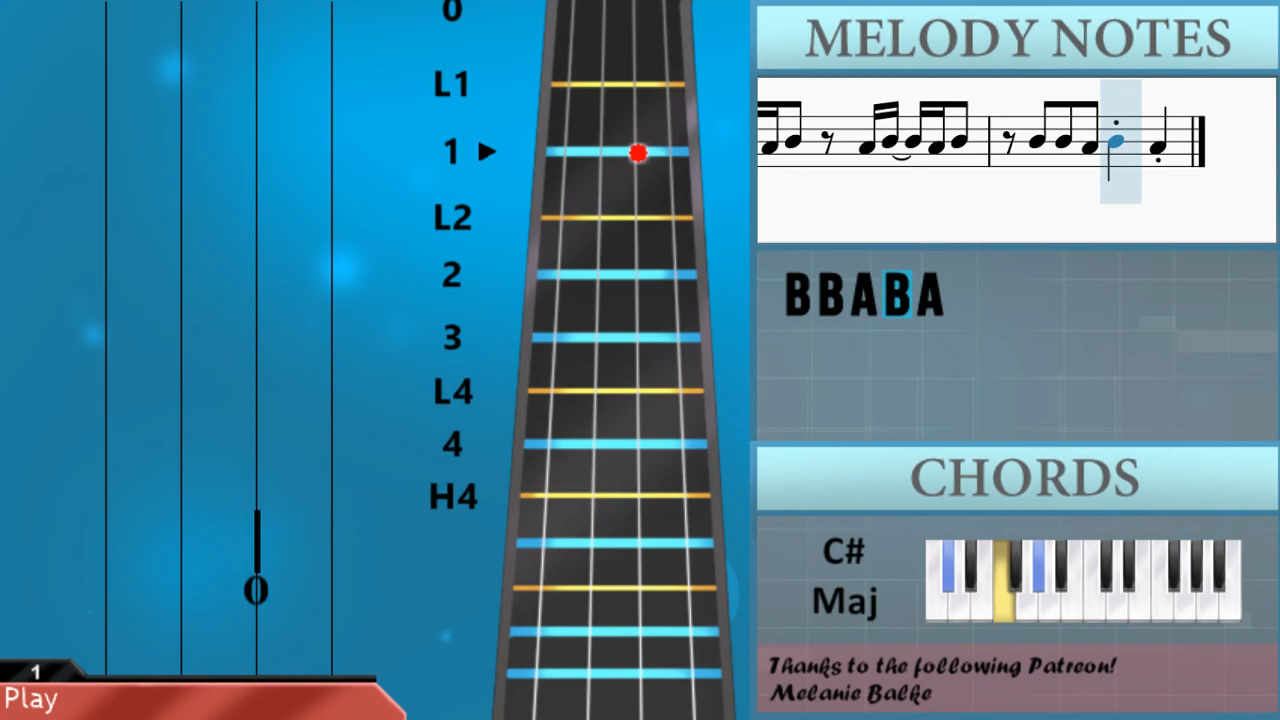 0
L1
1
L2
2
3
L4
4
H4
0
1
Play
MELODY NOTES
BBABA
CHORDS
C#
Maj
Thanks to the following Patreon!
Melanie Balke